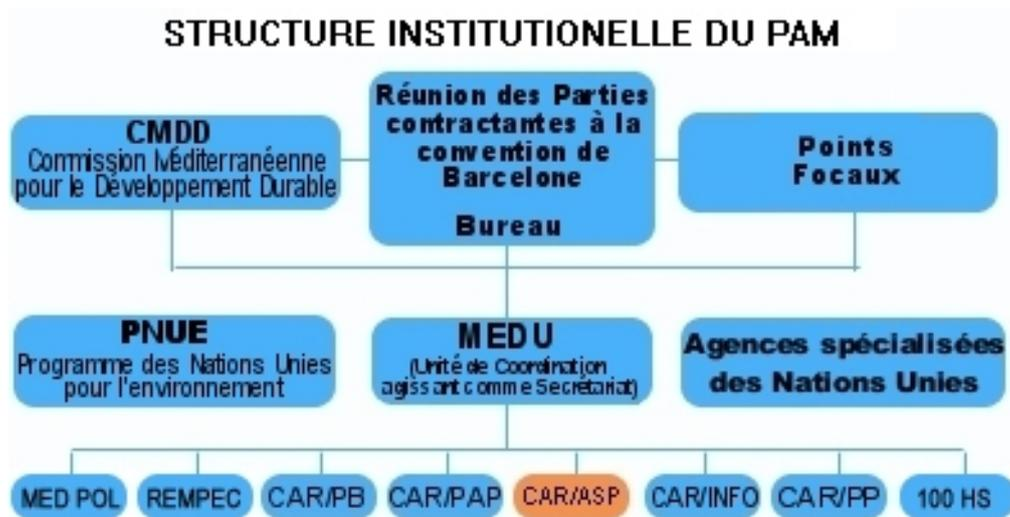 STRUCTURE INSTITUTIONELLE DU PAM
CMDD
Commission Méditerranéenne
pour le Développement Durable
Réunion des Parties
contractantes à la
convention de
Barcelone
Bureau
Points
Focaux
PNUE
Programme des Nations Unies
pour l'environnement
MEDU
(Unité de Coordination
agissant comme Secrétariat)
Agences spécialisées
des Nations Unies
MED POL
REMPEC
CAR/PB
CAR/PAP
CAR/ASP
CAR/INFO
CAR/PP
100 HS